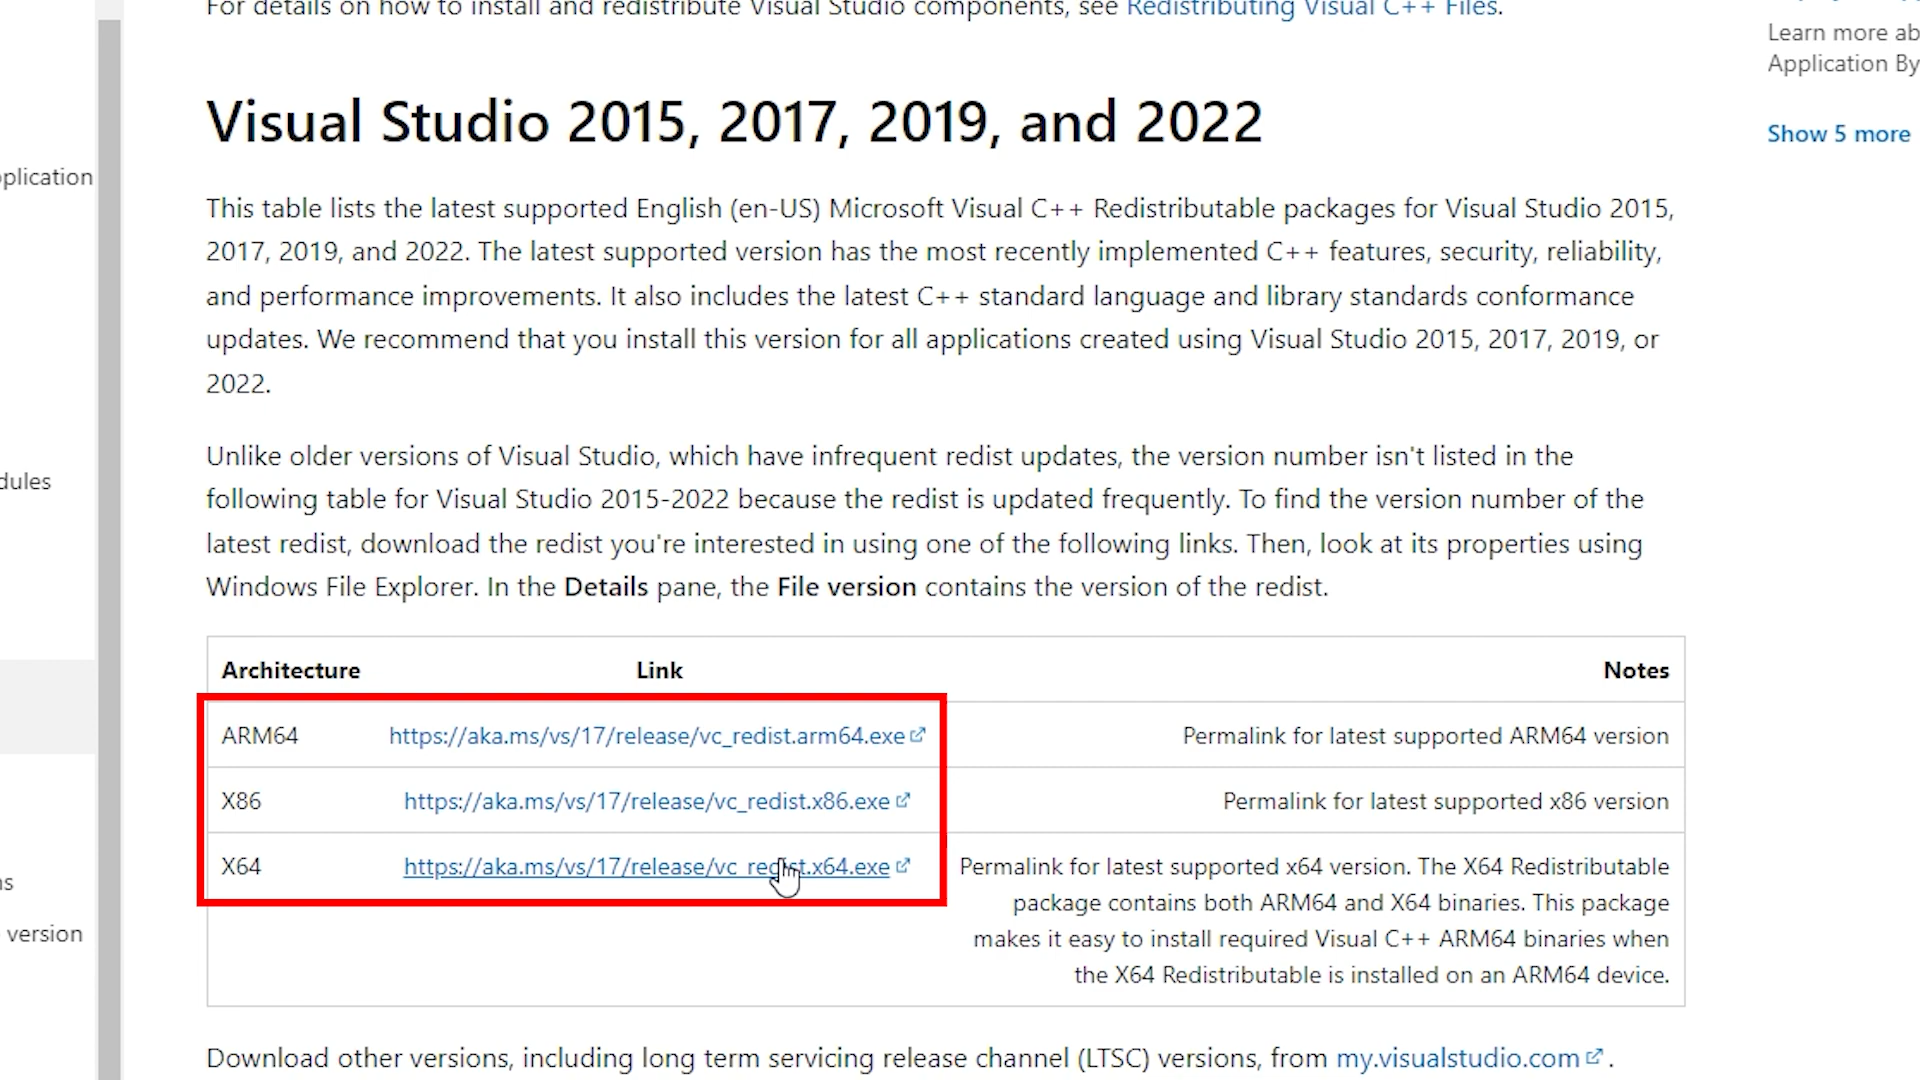 For details on how to install and redistribute Visual Studio components, see Redistributing Visual C++ Files.
Learn more ab
Application By
Show 5 more
plication
dules
ns
version
Visual Studio 2015, 2017, 2019, and 2022
This table lists the latest supported English (en-US) Microsoft Visual C++ Redistributable packages for Visual Studio 2015,
2017, 2019, and 2022. The latest supported version has the most recently implemented C++ features, security, reliability,
and performance improvements. It also includes the latest C++ standard language and library standards conformance
updates. We recommend that you install this version for all applications created using Visual Studio 2015, 2017, 2019, or
2022.
Unlike older versions of Visual Studio, which have infrequent redist updates, the version number isn't listed in the
following table for Visual Studio 2015-2022 because the redist is updated frequently. To find the version number of the
latest redist, download the redist you're interested in using one of the following links. Then, look at its properties using
Windows File Explorer. In the Details pane, the File version contains the version of the redist.
Architecture Link Notes
ARM64 https://aka.ms/vs/17/release/vc_redist.arm64.exe Permalink for latest supported ARM64 version
X86 https://aka.ms/vs/17/release/vc_redist.x86.exe Permalink for latest supported x86 version
X64 https://aka.ms/vs/17/release/vc_redist.x64.exe Permalink for latest supported x64 version. The X64 Redistributable
package contains both ARM64 and X64 binaries. This package
makes it easy to install required Visual C++ ARM64 binaries when
the X64 Redistributable is installed on an ARM64 device.
Download other versions, including long term servicing release channel (LTSC) versions, from my.visualstudio.com.